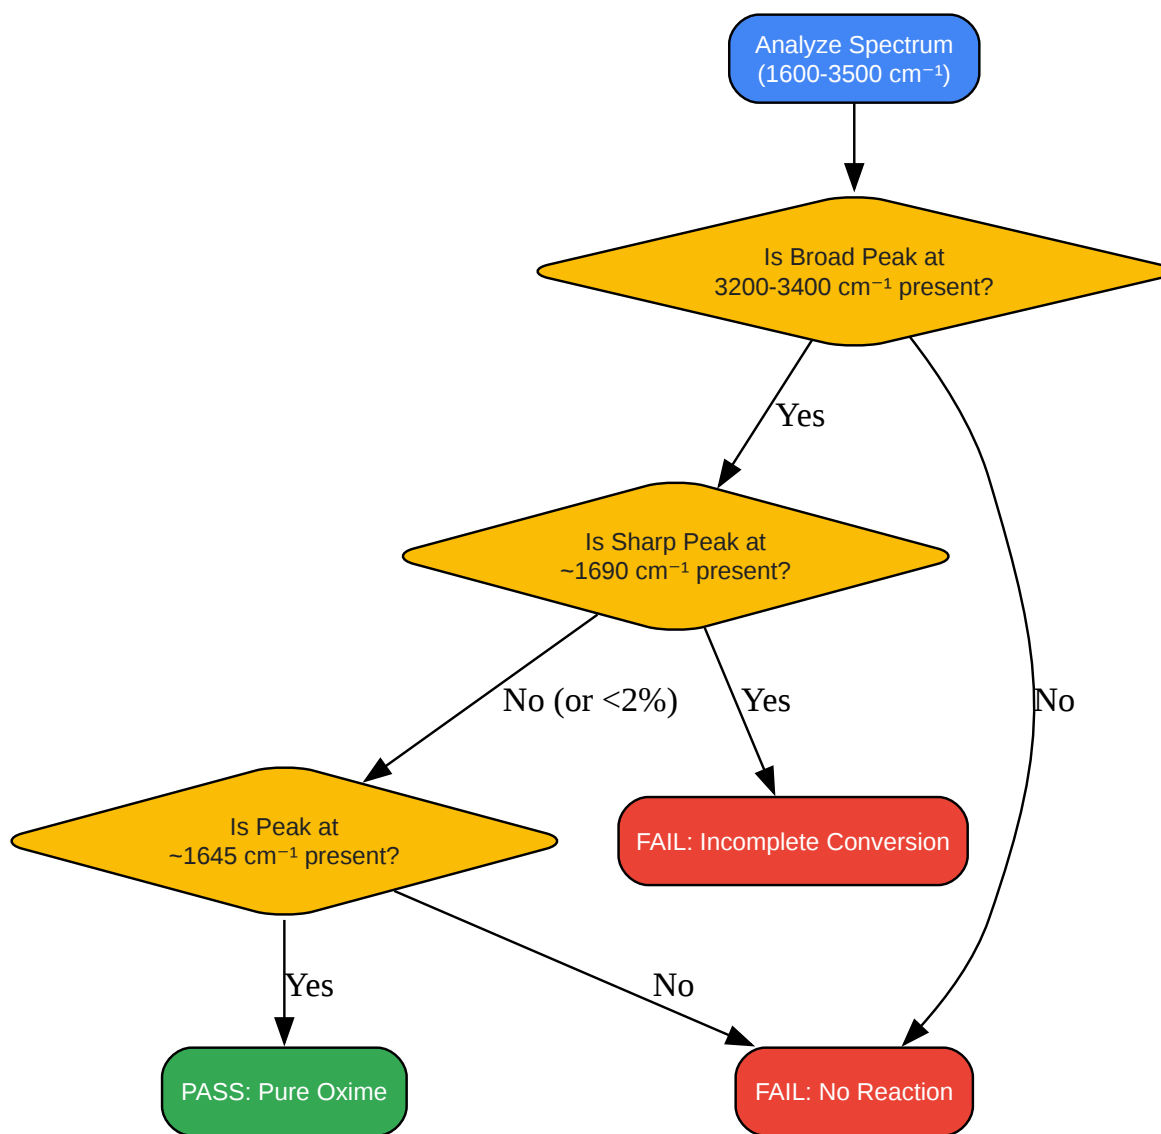 Analyze Spectrum
(1600-3500 cm⁻¹)
Is Broad Peak at
3200-3400 cm⁻¹ present?
Yes
Is Sharp Peak at
~1690 cm⁻¹ present?
No (or <2%)
Yes
No
Is Peak at
~1645 cm⁻¹ present?
FAIL: Incomplete Conversion
Yes
No
PASS: Pure Oxime
FAIL: No Reaction